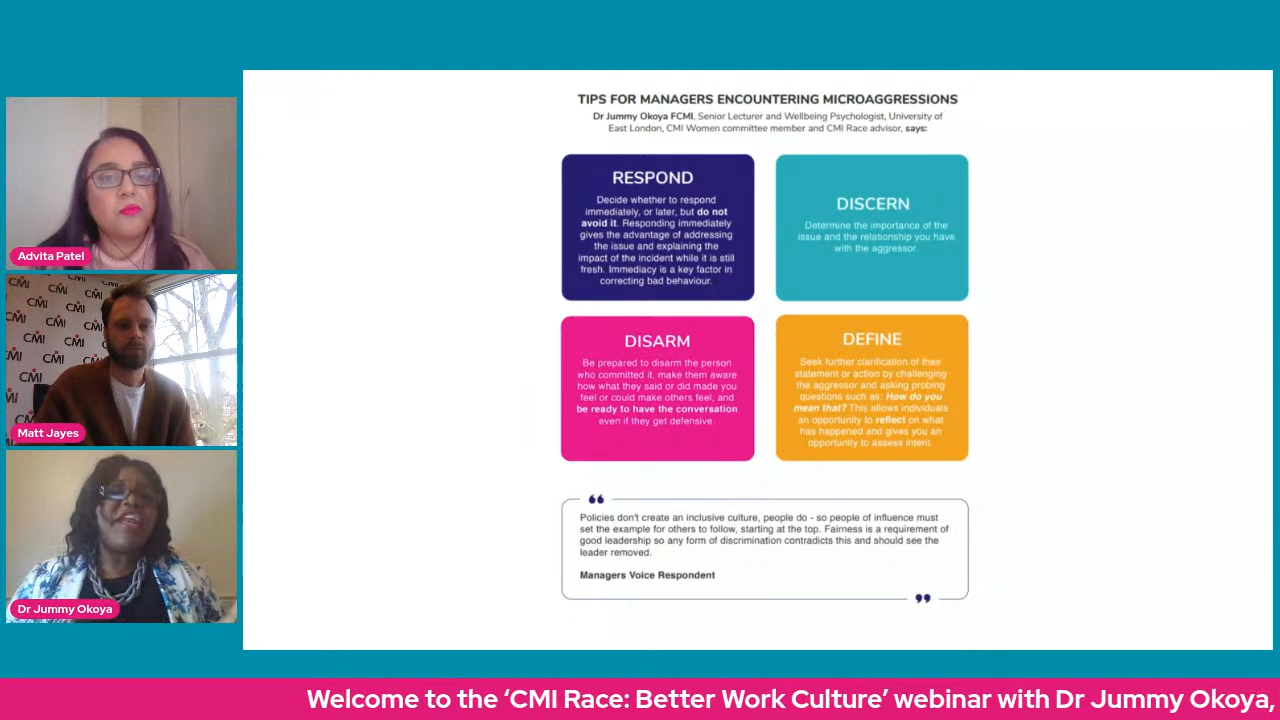 Advita Patel
CMI
CMI
CMI
CMI
CMI
CMI
CMI
CMI
CMI
Matt Jayes
Dr Jummy Okoya
TIPS FOR MANAGERS ENCOUNTERING MICROAGGRESSIONS
Dr Jummy Okoya FCMI, Senior Lecturer and Wellbeing Psychologist, University of
East London, CMI Women committee member and CMI Race advisor, says:
RESPOND
Decide whether to respond
immediately, or later, but do not
avoid it. Responding immediately
gives the advantage of addressing
the issue and explaining the
impact of the incident while it is still
fresh. Immediacy is a key factor in
correcting bad behaviour.
DISCERN
Determine the importance of the
issue and the relationship you have
with the aggressor
DISARM
Be prepared to disarm the person
who committed it, make them aware
how what they said or did made you
feel or could make others feel, and
be ready to have the conversation
even if they get defensive.
DEFINE
Seek further clarification of their
statement or action by challenging
the aggressor and asking probing
questions such as: How do you
mean that? This allows individuals
an opportunity to reflect on what
has happened and gives you an
opportunity to assess intent.
“
Policies don't create an inclusive culture, people do - so people of influence must
set the example for others to follow, starting at the top. Fairness is a requirement of
good leadership so any form of discrimination contradicts this and should see the
leader removed.
Managers Voice Respondent
”
Welcome to the ‘CMI Race: Better Work Culture’ webinar with Dr Jummy Okoya,